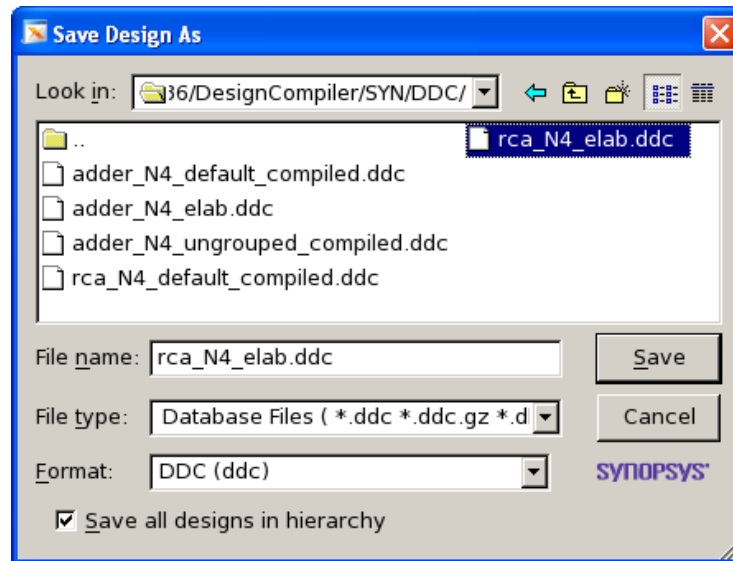 Save Design As
Look in: 36/DesignCompiler/SYN/DDC/
..
adder_N4_default_compiled.ddc
adder_N4_elab.ddc
adder_N4_ungrouped_compiled.ddc
rca_N4_default_compiled.ddc
rca_N4_elab.ddc
File name: rca_N4_elab.ddc
Save
File type: Database Files ( *.ddc *.ddc.gz *.d
Cancel
Format: DDC (ddc)
SYNOPSYS
Save all designs in hierarchy